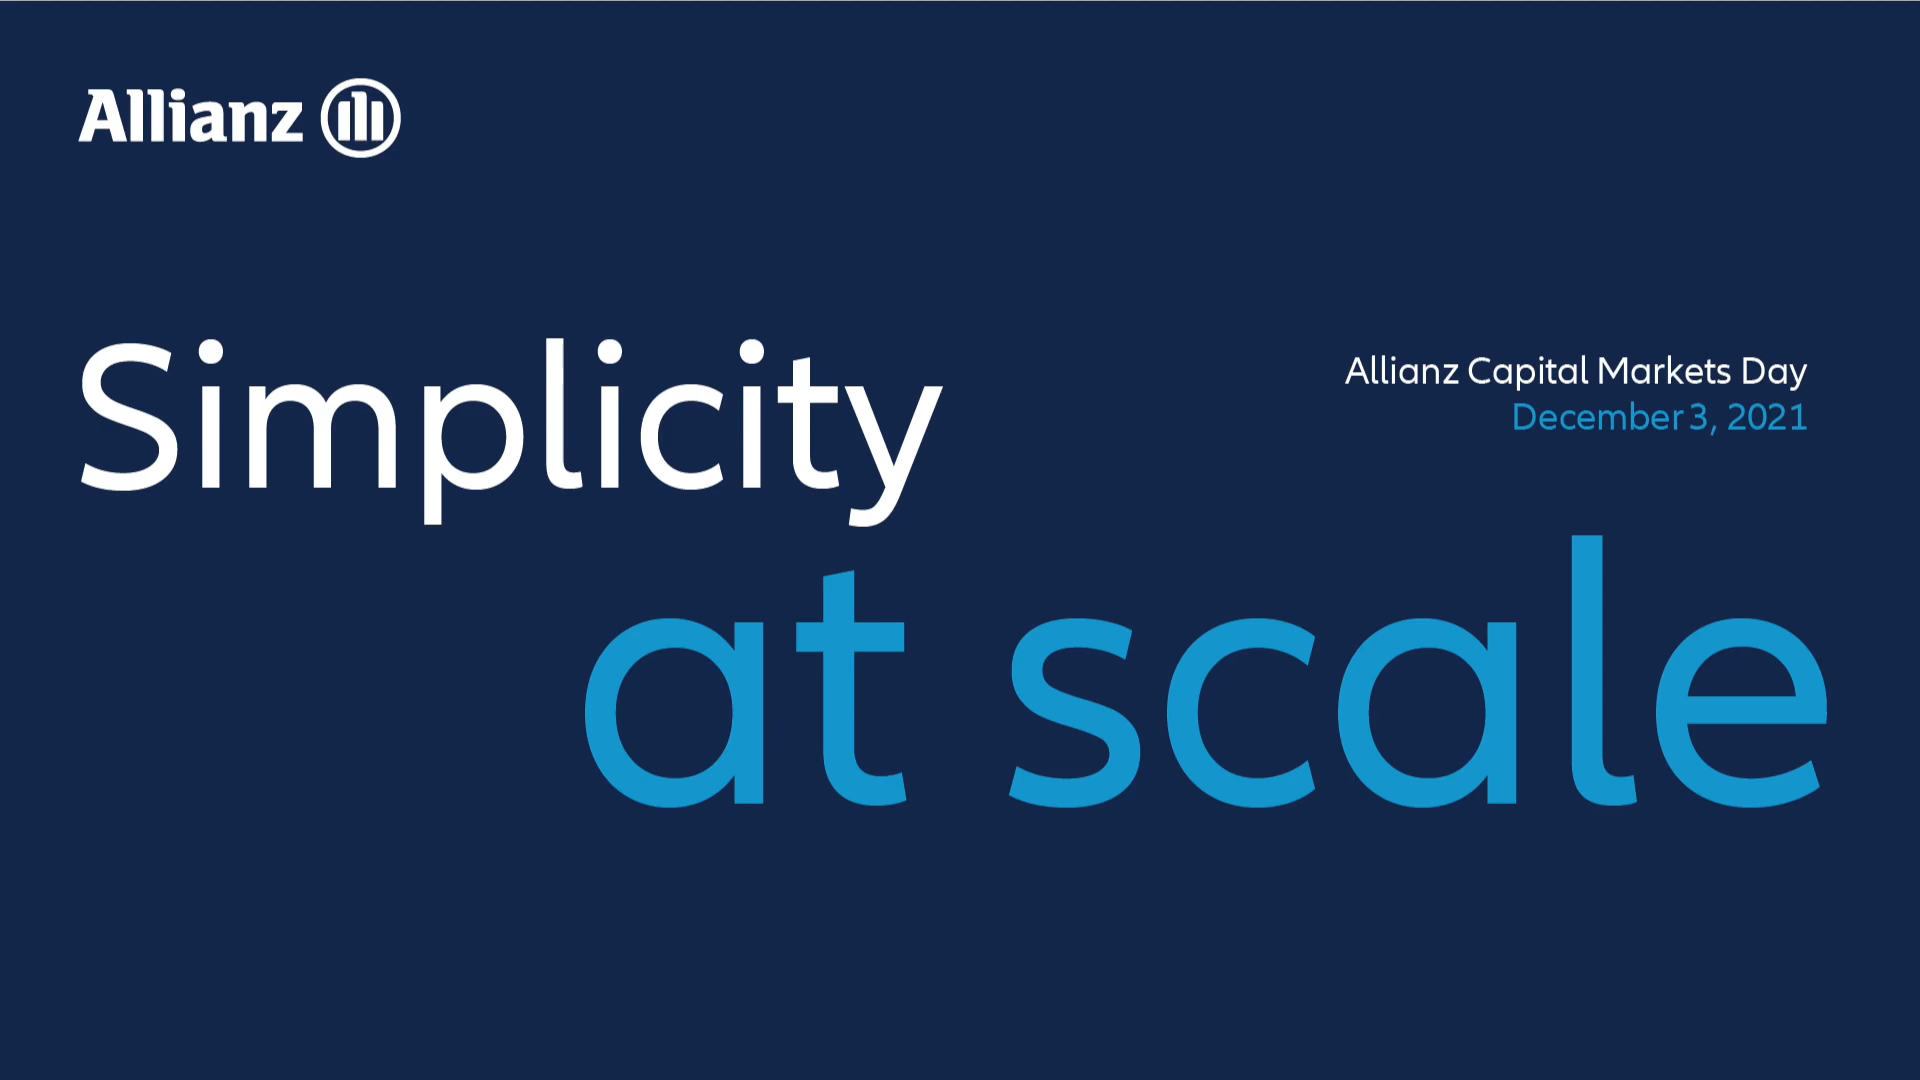 Allianz
Simplicity
Allianz Capital Markets Day
December 3, 2021
at scale